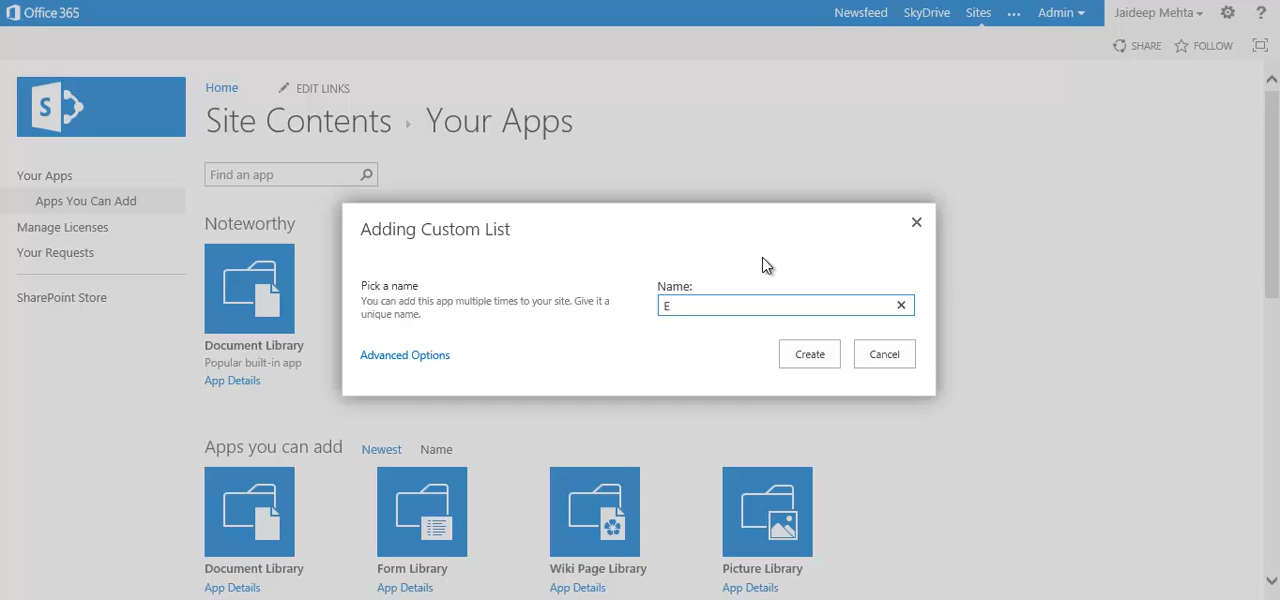 Office 365
Newsfeed SkyDrive Sites ... Admin Jaideep Mehta ?
SHARE FOLLOW
S
Home EDIT LINKS
Site Contents Your Apps
Find an app
Your Apps
Apps You Can Add
Manage Licenses
Your Requests
SharePoint Store
Noteworthy
Document Library
Popular built-in app
App Details
Adding Custom List
Pick a name
You can add this app multiple times to your site. Give it a
unique name.
Name:
E
Advanced Options
Create Cancel
Apps you can add Newest Name
Document Library Form Library Wiki Page Library Picture Library
App Details App Details App Details App Details